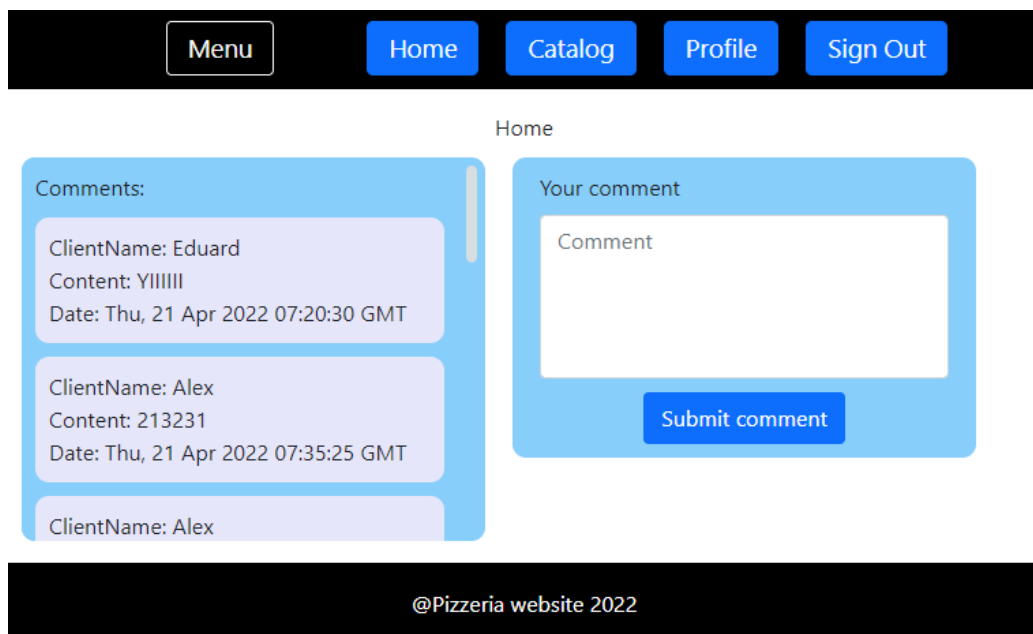 Menu Home Catalog Profile Sign Out
Home
Comments:
ClientName: Eduard
Content: YIIIIII
Date: Thu, 21 Apr 2022 07:20:30 GMT
ClientName: Alex
Content: 213231
Date: Thu, 21 Apr 2022 07:35:25 GMT
ClientName: Alex
Your comment
Comment
Submit comment
@Pizzeria website 2022